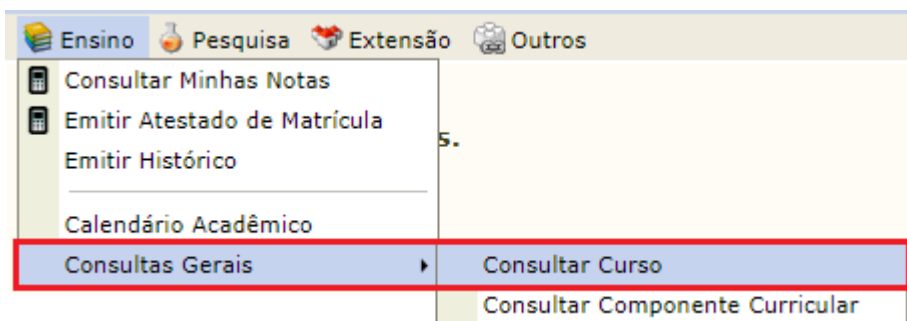 Ensino Pesquisa Extensão Outros
Consultar Minhas Notas
Emitir Atestado de Matrícula
s.
Emitir Histórico
Calendário Acadêmico
Consultas Gerais Consultar Curso
Consultar Componente Curricular